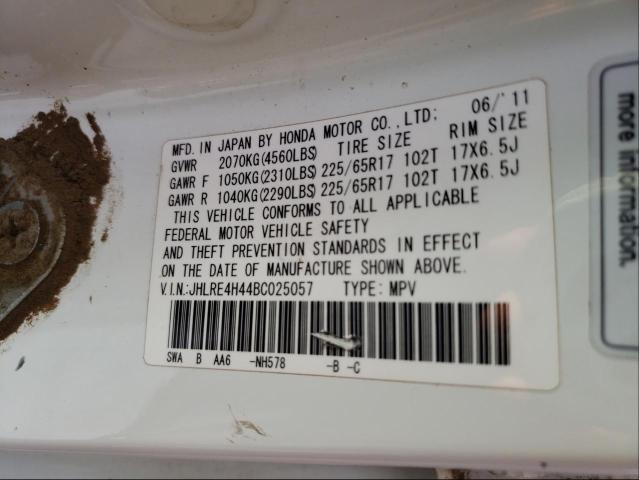 MFD. IN JAPAN BY HONDA MOTOR CO.,LTD; 06/'11
GVWR 2070KG(4560LBS) TIRE SIZE RIM SIZE
GAWR F 1050KG(2310LBS) 225/65R17 102T 17X6.5J
GAWR R 1040KG(2290LBS) 225/65R17 102T 17X6.5J
THIS VEHICLE CONFORMS TO ALL APPLICABLE
FEDERAL MOTOR VEHICLE SAFETY
AND THEFT PREVENTION STANDARDS IN EFFECT
ON THE DATE OF MANUFACTURE SHOWN ABOVE.
V.I.N.:JHLRE4H44BC025057 TYPE: MPV
SWA B AA6 -NH578 -B -C
more information.